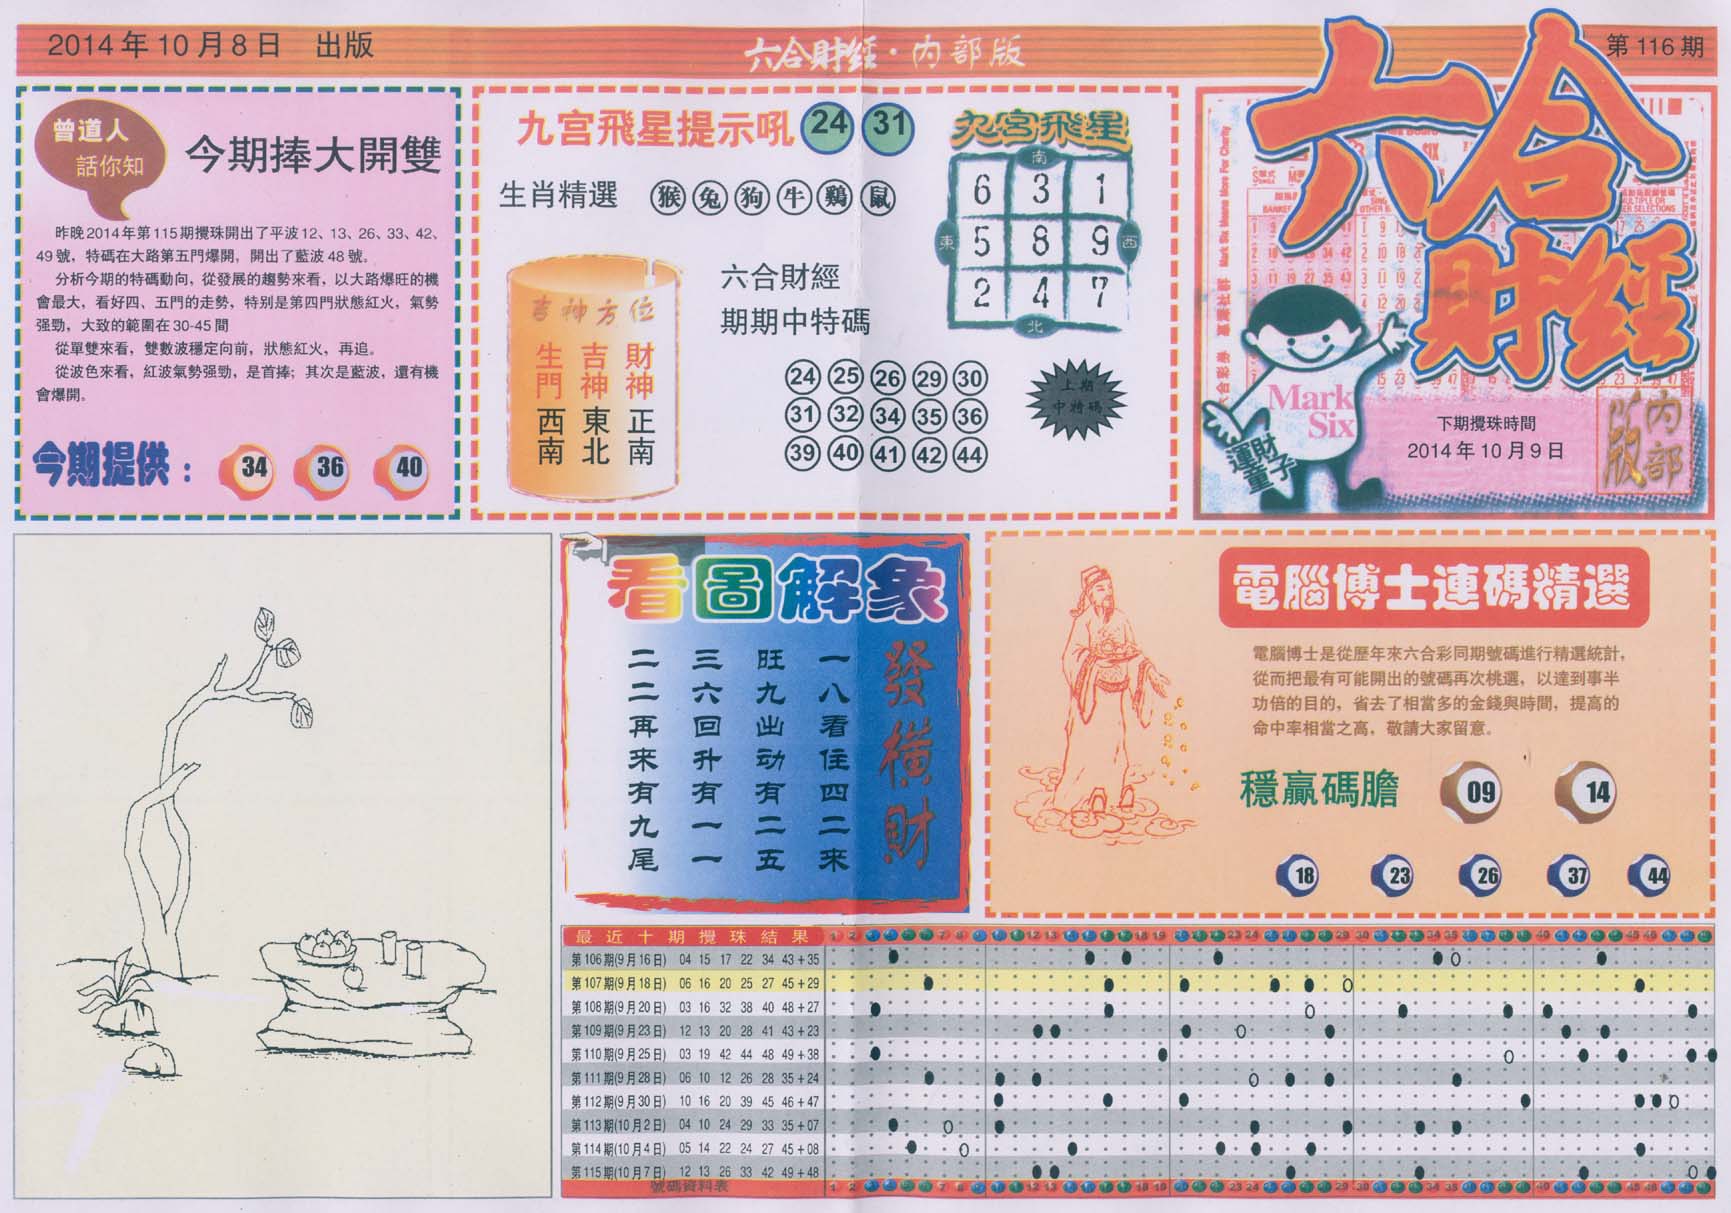 2014年10月8日 出版
六合財經·内部版
第116期
曾道人
話你知
今期捧大開雙
昨晚2014年第115期攪珠開出了平波12、13、26、33、42、
49號，特碼在大路第五門爆開，開出了藍波48號。
分析今期的特碼動向，從發展的趨勢來看，以大路爆旺的機
會最大，看好四、五門的走勢，特别是第四門狀態紅火，氣勢
强勁，大致的範圍在30-45間
從單雙來看，雙數波穩定向前，狀態紅火，再追。
從波色來看，紅波氣勢强勁，是首捧；其次是藍波，還有機
會爆開。
今期提供：
34 36 40
九宫飛星提示吼 24 31
生肖精選 猴 兔 狗 牛 鷄 鼠
吉神方位
生門 西南
吉神 東北
財神 正南
六合財經
期期中特碼
24 25 26 29 30
31 32 34 35 36
39 40 41 42 44
九宫飛星
南
6 3 1
東 5 8 9 西
2 4 7
北
上期
中特碼
六合
財經
Mark
Six
運財
童子
下期攪珠時間
2014年10月9日
内部
版
看圖解象
發橫財
一八看住四二來
旺九出动有二五
三六回升有一一
二二再来有九尾
電腦博士連碼精選
電腦博士是從歷年來六合彩同期號碼進行精選統計，
從而把最有可能開出的號碼再次桃選，以達到事半
功倍的目的，省去了相當多的金錢與時間，提高的
命中率相當之高，敬請大家留意。
穩贏碼膽 09 14
18 23 26 37 44
最近十期攪珠結果
第106期(9月16日) 04 15 17 22 34 43+35
第107期(9月18日) 06 16 20 25 27 45+29
第108期(9月20日) 03 16 32 38 40 48+27
第109期(9月23日) 12 13 20 28 41 43+23
第110期(9月25日) 03 19 42 44 48 49+38
第111期(9月28日) 06 10 12 26 28 35+24
第112期(9月30日) 10 16 20 39 45 46+47
第113期(10月2日) 04 10 24 29 33 35+07
第114期(10月4日) 05 14 22 24 27 45+08
第115期(10月7日) 12 13 26 33 42 49+48
號碼資料表